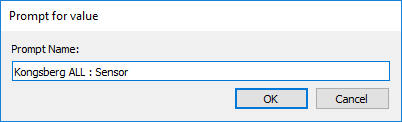 Prompt for value
Prompt Name:
Kongsberg ALL : Sensor
OK
Cancel